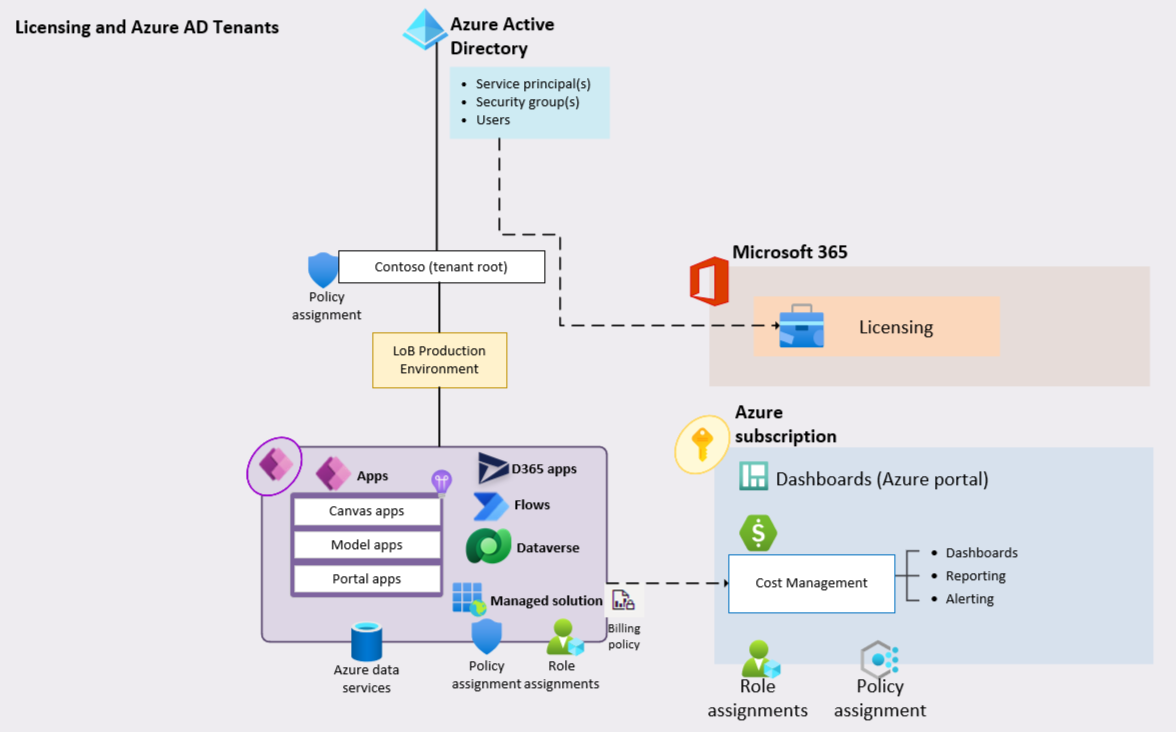 Licensing and Azure AD Tenants
Azure Active
Directory
• Service principal(s)
• Security group(s)
• Users
Contoso (tenant root)
Policy
assignment
LoB Production
Environment
Microsoft 365
Licensing
Apps
Canvas apps
Model apps
Portal apps
D365 apps
Flows
Dataverse
Managed solution
Billing
policy
Azure data
services
Policy
assignment
Role
assignments
Azure
subscription
Dashboards (Azure portal)
Cost Management
• Dashboards
• Reporting
• Alerting
Role
assignments
Policy
assignment